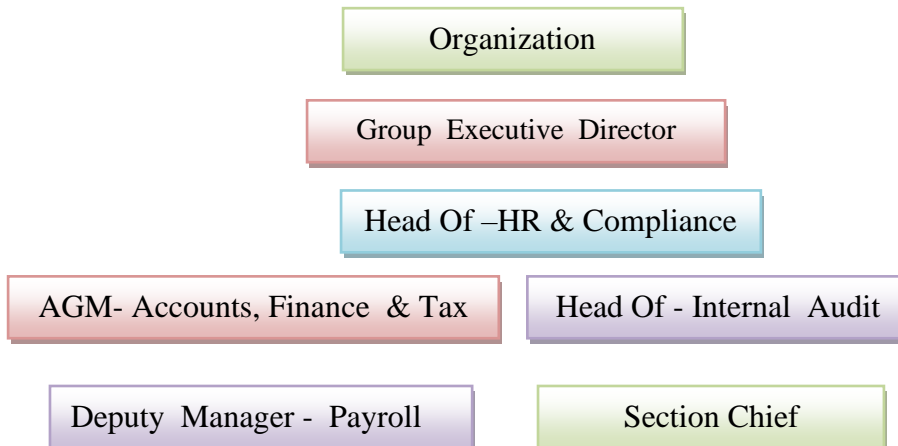 Organization
Group Executive Director
Head Of –HR & Compliance
AGM- Accounts, Finance & Tax
Head Of - Internal Audit
Deputy Manager - Payroll
Section Chief